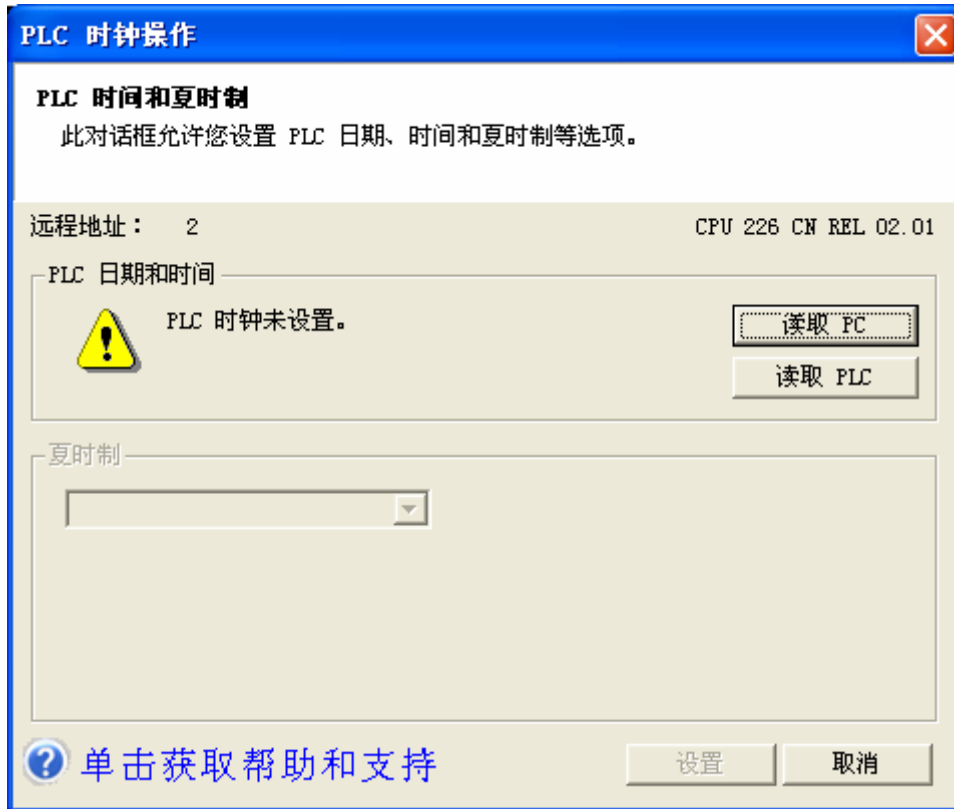 PLC 时钟操作
PLC 时间和夏时制
此对话框允许您设置 PLC 日期、时间和夏时制等选项。
远程地址： 2 CPU 226 CN REL 02.01
PLC 日期和时间
PLC 时钟未设置。
读取 PC
读取 PLC
夏时制
单击获取帮助和支持
设置 取消